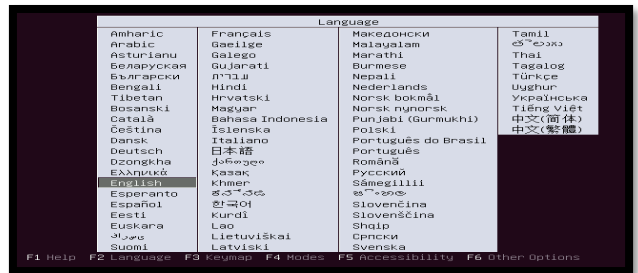 Language
Amharic
Arabic
Asturianu
Беларуская
Български
Bengali
Tibetan
Bosanski
Català
Čeština
Dansk
Deutsch
Dzongkha
Ελληνικά
English
Esperanto
Español
Eesti
Euskara
Suomi
Français
Gaeilge
Galego
Gujarati
עברית
Hindi
Hrvatski
Magyar
Bahasa Indonesia
Íslenska
Italiano
日本語
ქართული
Қазақ
Khmer
한국어
Kurdî
Lao
Lietuviškai
Latviski
Македонски
Malayalam
Marathi
Burmese
Nepali
Nederlands
Norsk bokmål
Norsk nynorsk
Punjabi (Gurmukhi)
Polski
Português do Brasil
Português
Română
Русский
Sámegillii
Slovenčina
Slovenščina
Shqip
Српски
Svenska
Tamil
Thai
Tagalog
Türkçe
Uyghur
Українська
Tiếng Việt
中文(简体)
中文(繁體)
F1 Help F2 Language F3 Keymap F4 Modes F5 Accessibility F6 Other Options